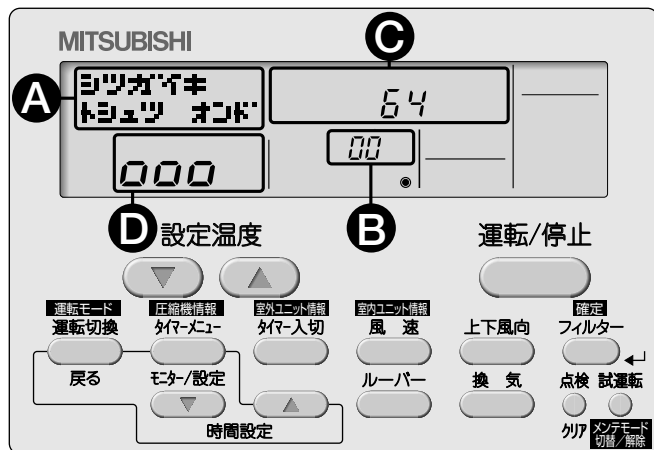 MITSUBISHI
C
A
シツガイキ
トシュツ オンド
64
00
000
D
B
設定温度
運転/停止
運転モード
圧縮機情報
室外ユニット情報
室内ユニット情報
確定
運転切換
タイマーメニュー
タイマー入切
風 速
上下風向
フィルター
戻る
モニター/設定
ルーバー
換 気
点検
試運転
時間設定
クリア
メンテモード
切替/解除